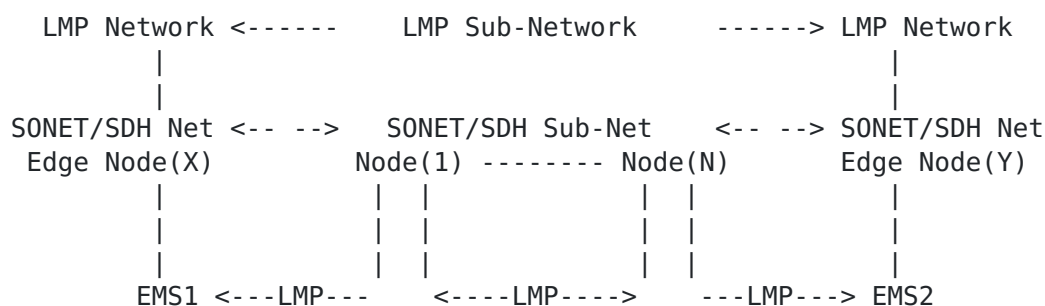 LMP Network <------ LMP Sub-Network ------> LMP Network
| |
| |
SONET/SDH Net <-- --> SONET/SDH Sub-Net <-- --> SONET/SDH Net
Edge Node(X) Node(1) -------- Node(N) Edge Node(Y)
| | | | | |
| | | | | |
| | | | | |
EMS1 <---LMP--- <----LMP----> ---LMP---> EMS2